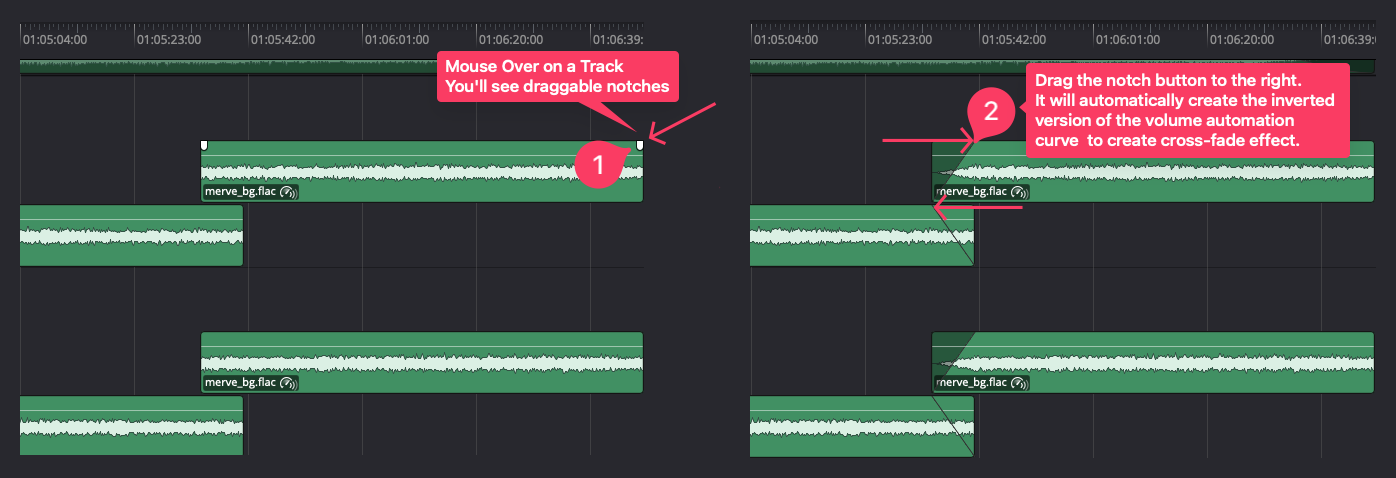 01:05:04:00 01:05:23:00 01:05:42:00 01:06:01:00 01:06:20:00 01:06:39:
Mouse Over on a Track
You'll see draggable notches
1
merve_bg.flac
merve_bg.flac
01:05:04:00 01:05:23:00 01:05:42:00 01:06:01:00 01:06:20:00 01:06:39:
2
Drag the notch button to the right.
It will automatically create the inverted
version of the volume automation
curve to create cross-fade effect.
merve_bg.flac
merve_bg.flac